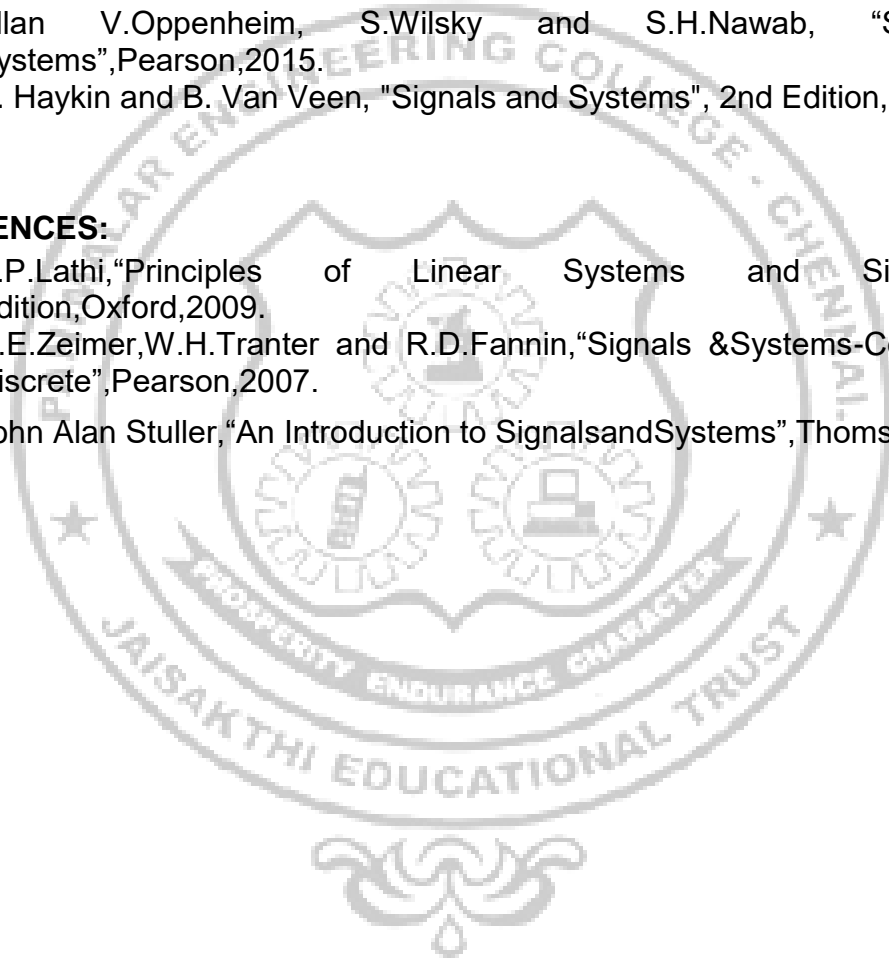 llan V.Oppenheim, S.Wilsky and S.H.Nawab, “S
ystems”,Pearson,2015.
. Haykin and B. Van Veen, "Signals and Systems", 2nd Edition,
ENCES:
.P.Lathi,“Principles of Linear Systems and Si
dition,Oxford,2009.
.E.Zeimer,W.H.Tranter and R.D.Fannin,“Signals &Systems-Co
iscrete”,Pearson,2007.
ohn Alan Stuller,“An Introduction to SignalsandSystems”,Thoms
PANIMALAR ENGINEERING COLLEGE - CHENNAI.
PROSPERITY ENDURANCE CHARACTER
JAISAKTHI EDUCATIONAL TRUST